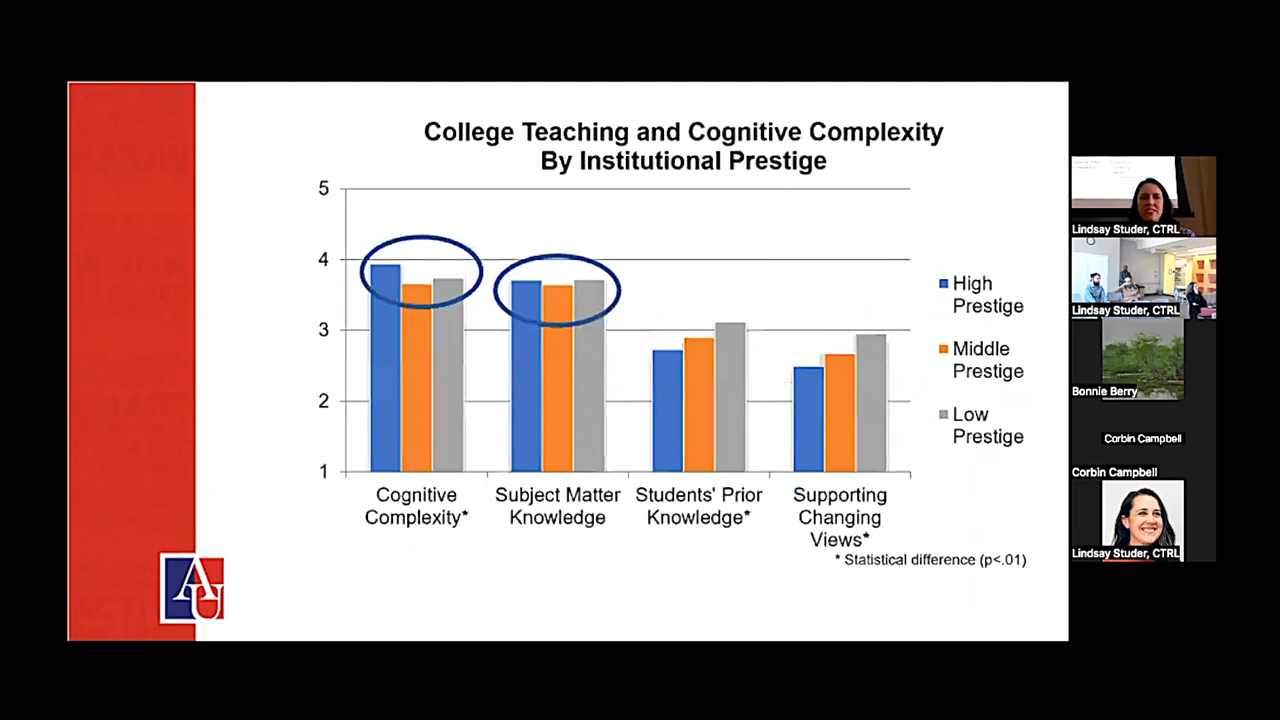 College Teaching and Cognitive Complexity
By Institutional Prestige
5
4
3
2
1
Cognitive
Complexity*
Subject Matter
Knowledge
Students' Prior
Knowledge*
Supporting
Changing
Views*
* Statistical difference (p<.01)
High
Prestige
Middle
Prestige
Low
Prestige
AU
Lindsay Studer, CTRL
Lindsay Studer, CTRL
Bonnie Berry
Corbin Campbell
Corbin Campbell
Lindsay Studer, CTRL